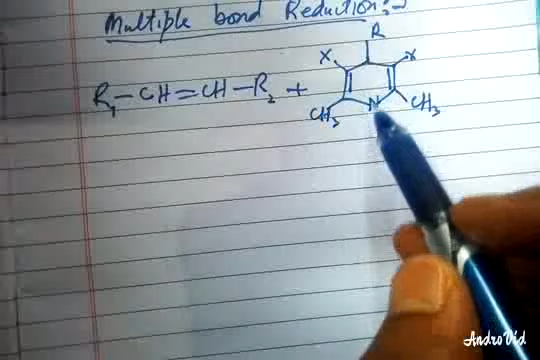 Multiple bond Reduction:-
R
X X
R₁-CH=CH-R₂ +
CH₃ N CH₃
AndroVid